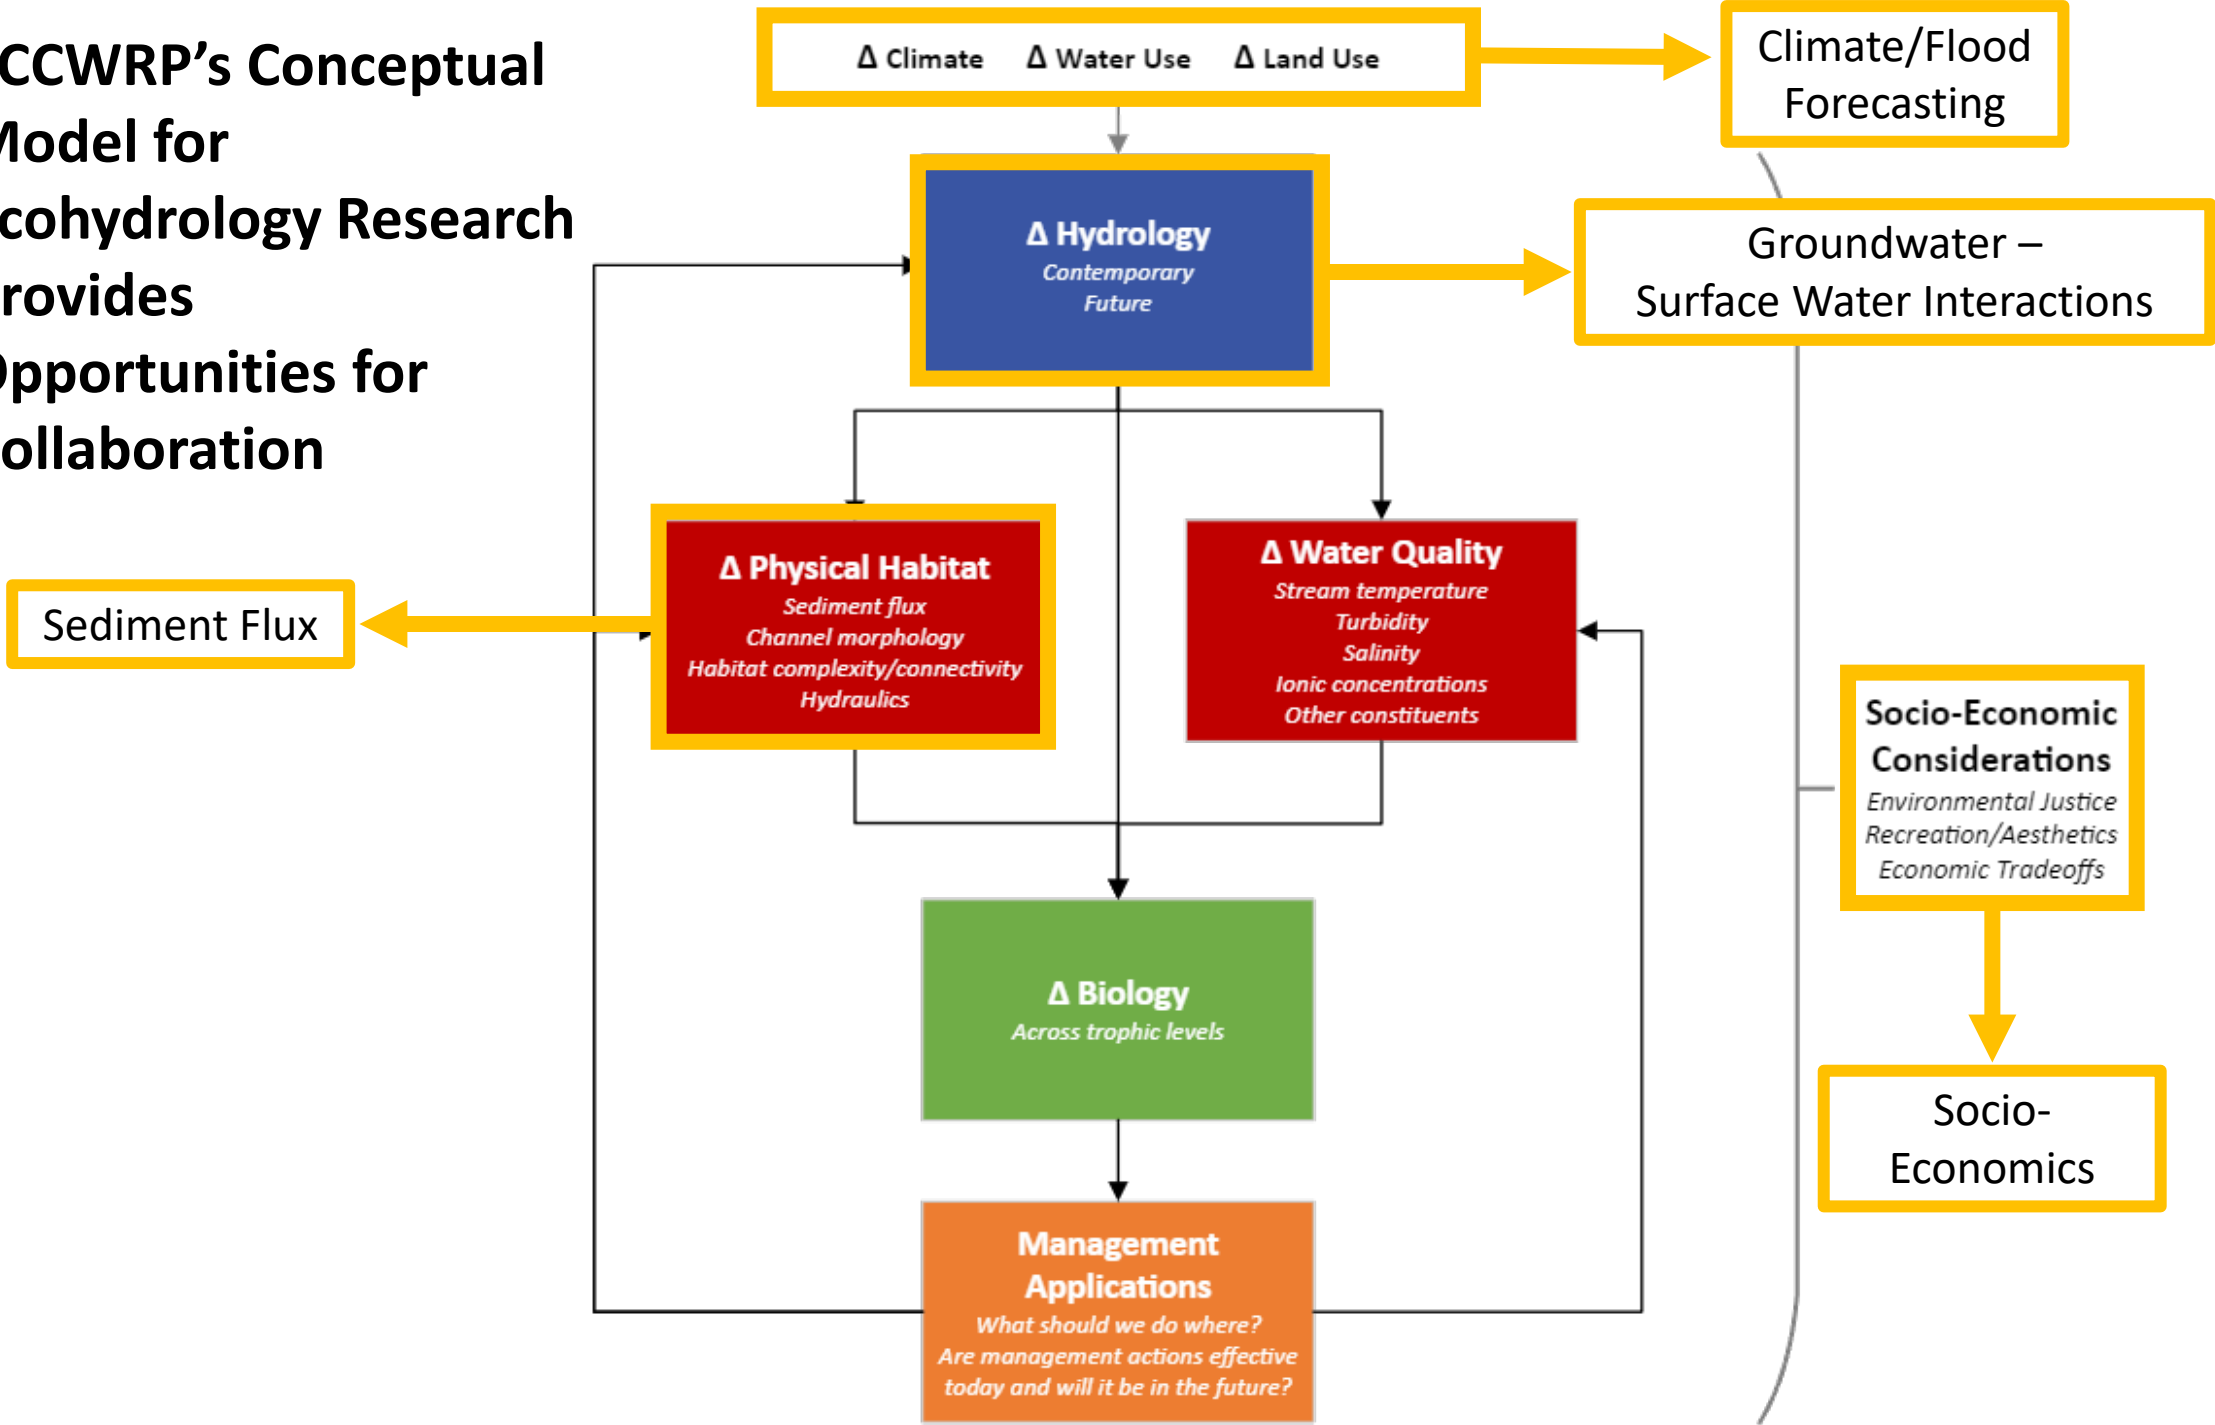 CCWRP’s Conceptual
Model for
cohydrology Research
rovides
Opportunities for
ollaboration
Δ Climate Δ Water Use Δ Land Use
Climate/Flood
Forecasting
Δ Hydrology
Contemporary
Future
Groundwater –
Surface Water Interactions
Δ Physical Habitat
Sediment flux
Channel morphology
Habitat complexity/connectivity
Hydraulics
Δ Water Quality
Stream temperature
Turbidity
Salinity
Ionic concentrations
Other constituents
Sediment Flux
Socio-Economic
Considerations
Environmental Justice
Recreation/Aesthetics
Economic Tradeoffs
Δ Biology
Across trophic levels
Socio-
Economics
Management
Applications
What should we do where?
Are management actions effective
today and will it be in the future?